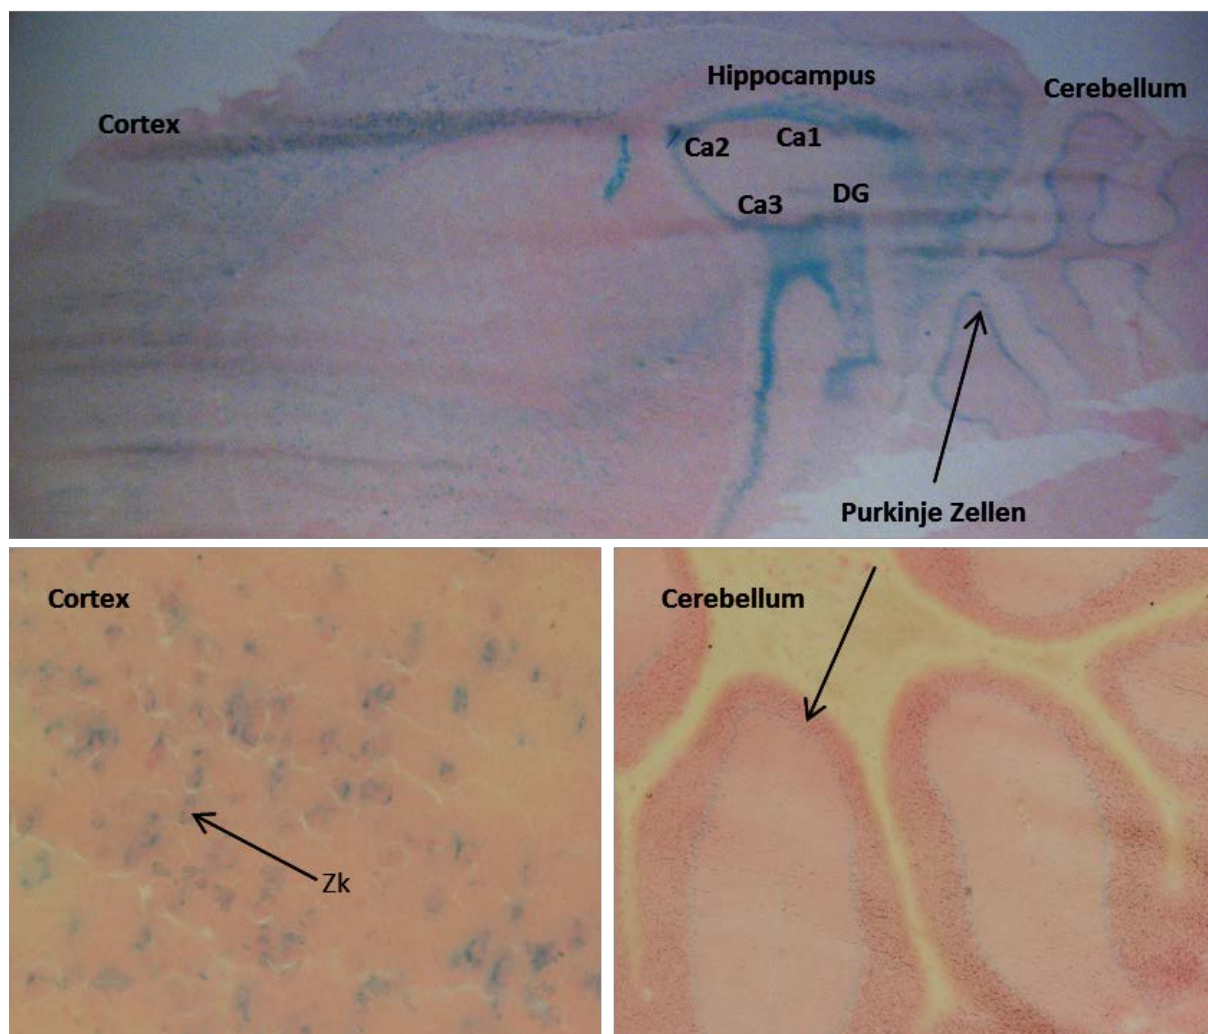 Hippocampus
Cerebellum
Cortex
Ca2
Ca1
Ca3
DG
Purkinje Zellen
Cortex
Zk
Cerebellum